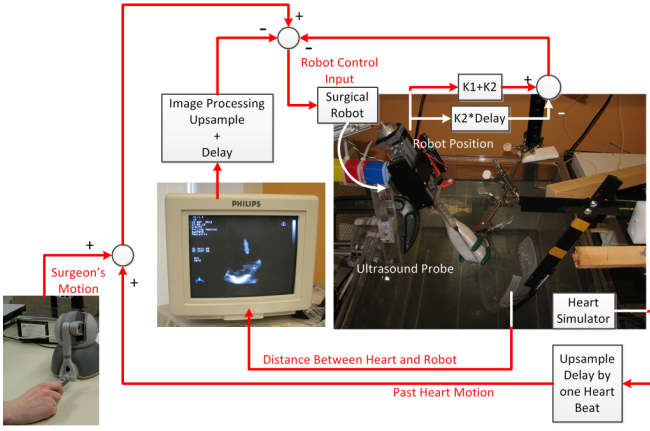 +
−
−
Robot Control
Input
Surgical
Robot
K1+K2
+
K2*Delay
−
Robot Position
Image Processing
Upsample
+
Delay
PHILIPS
Ultrasound Probe
+
Surgeon's
Motion
+
Heart
Simulator
Distance Between Heart and Robot
Past Heart Motion
Upsample
Delay by
one Heart
Beat